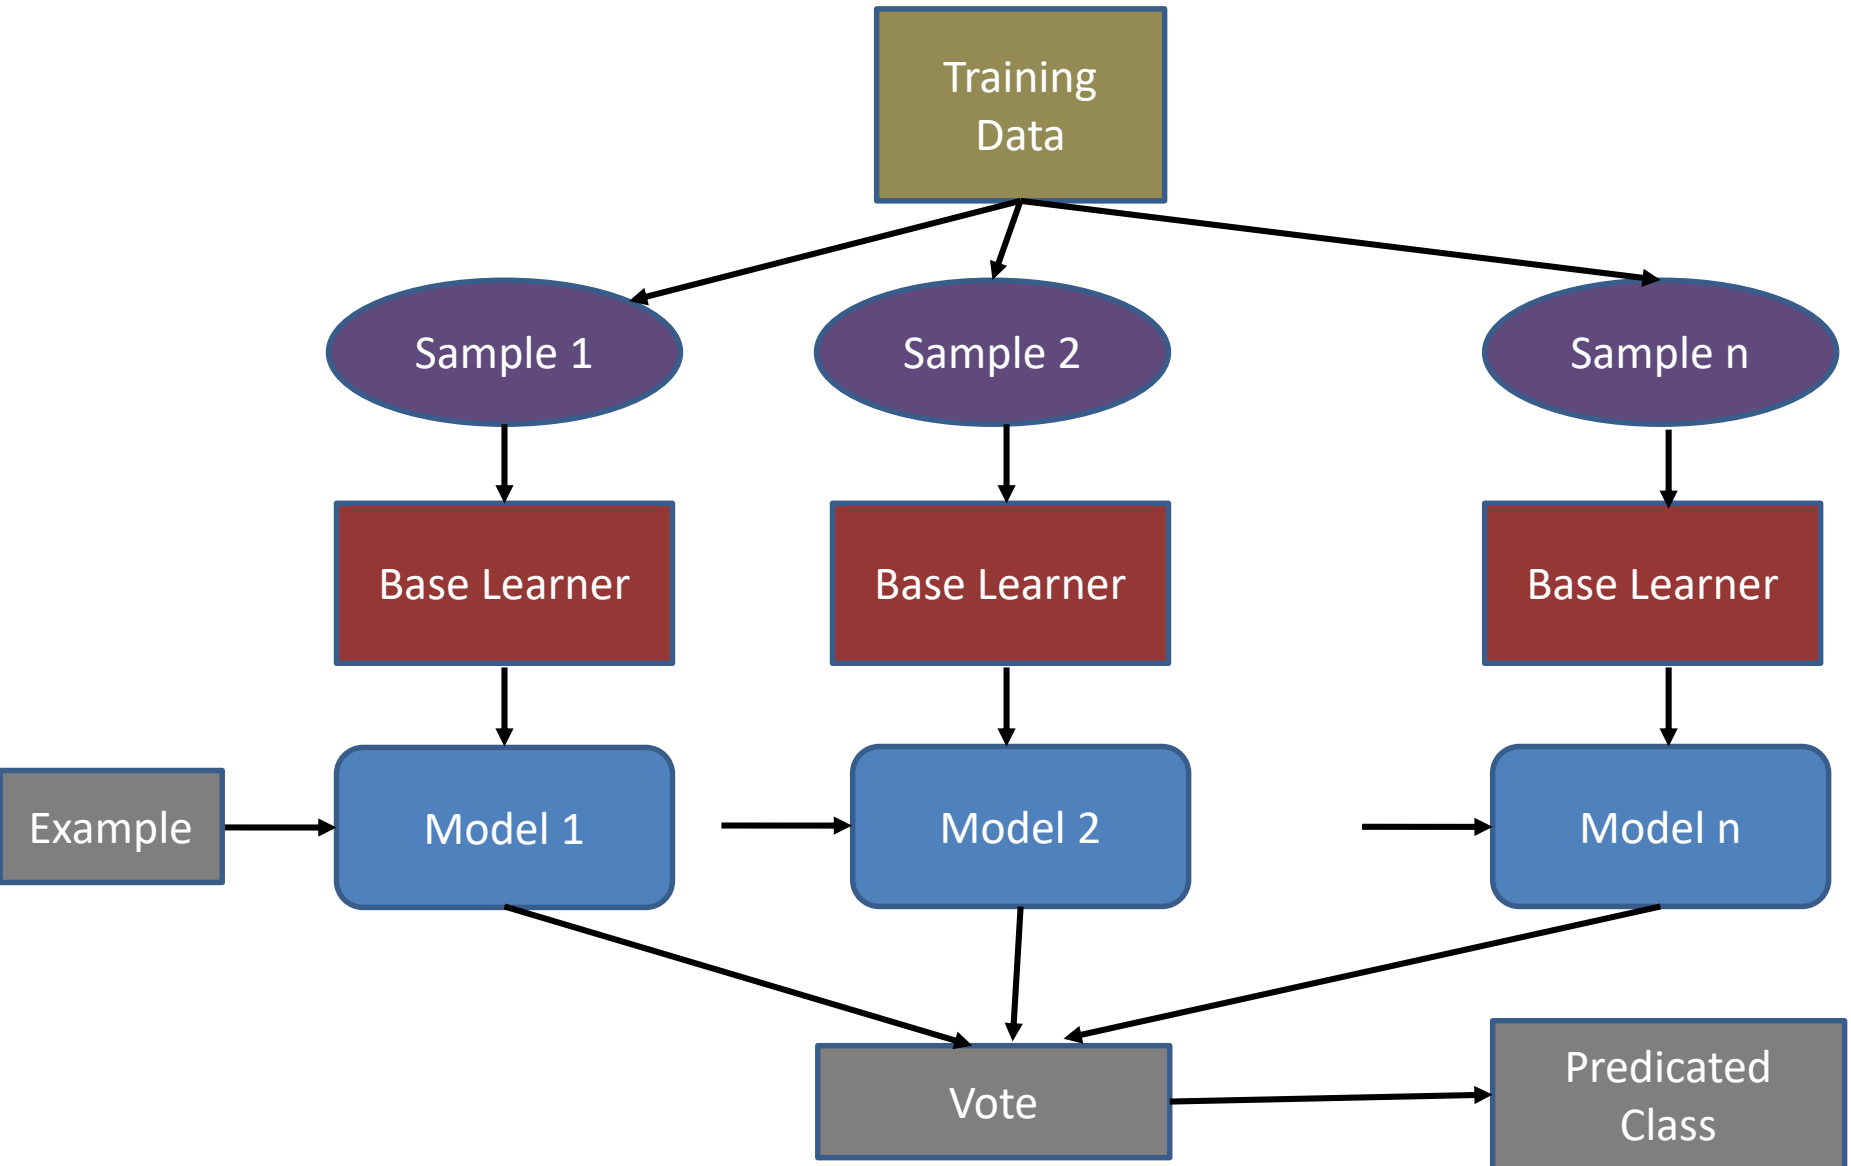 Training
Data
Sample 1
Sample 2
Sample n
Base Learner
Base Learner
Base Learner
Example
Model 1
Model 2
Model n
Vote
Predicated
Class